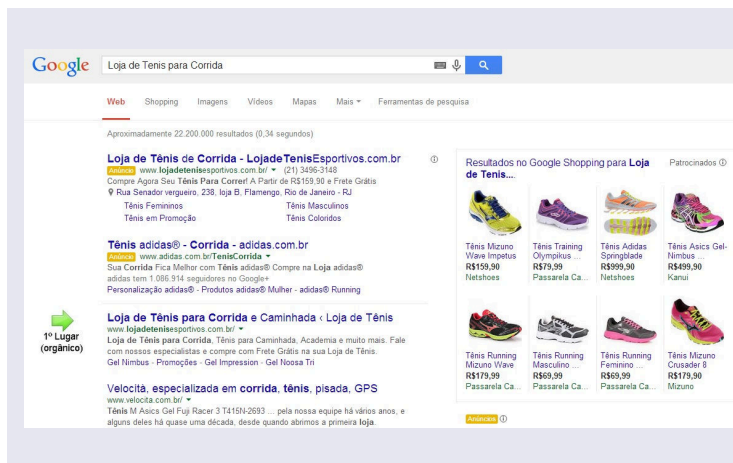 Google
Loja de Tenis para Corrida
Web Shopping Imagens Vídeos Mapas Mais Ferramentas de pesquisa
Aproximadamente 22.200.000 resultados (0,34 segundos)
Loja de Tênis de Corrida - LojadeTenisEsportivos.com.br
Anúncio www.lojadetenisesportivos.com.br/ (21) 3496-3148
Compre Agora Seu Tênis Para Correr! A Partir de R$159,90 e Frete Grátis
Rua Senador vergueiro, 238, loja B, Flamengo, Rio de Janeiro - RJ
Tênis Femininos Tênis Masculinos
Tênis em Promoção Tênis Coloridos
Tênis adidas® - Corrida - adidas.com.br
Anúncio www.adidas.com.br/TenisCorrida
Sua Corrida Fica Melhor com Tênis adidas® Compre na Loja adidas®
adidas tem 1.086.914 seguidores no Google+
Personalização adidas® - Produtos adidas® Mulher - adidas® Running
1º Lugar
(orgânico)
Loja de Tênis para Corrida e Caminhada ‹ Loja de Tênis
www.lojadetenisesportivos.com.br/
Loja de Tênis para Corrida, Tênis para Caminhada, Academia e muito mais. Fale
com nossos especialistas e compre com Frete Grátis na sua Loja de Tênis.
Gel Nimbus - Promoções - Gel Impression - Gel Noosa Tri
Velocità, especializada em corrida, tênis, pisada, GPS
www.velocita.com.br/
Tênis M Asics Gel Fuji Racer 3 T415N-2693 ... pela nossa equipe há vários anos, e
alguns deles há quase uma década, desde quando abrimos a primeira loja.
Resultados no Google Shopping para Loja de Tenis... Patrocinados
Tênis Mizuno Wave Impetus
R$159,90
Netshoes
Tênis Training Olympikus ...
R$79,99
Passarela Ca...
Tênis Adidas Springblade
R$999,90
Netshoes
Tênis Asics Gel-Nimbus ...
R$499,90
Kanui
Tênis Running Mizuno Wave
R$179,99
Passarela Ca...
Tênis Running Masculino ...
R$69,99
Passarela Ca...
Tênis Running Feminino ...
R$69,99
Passarela Ca...
Tênis Mizuno Crusader 8
R$179,90
Mizuno
Anúncios